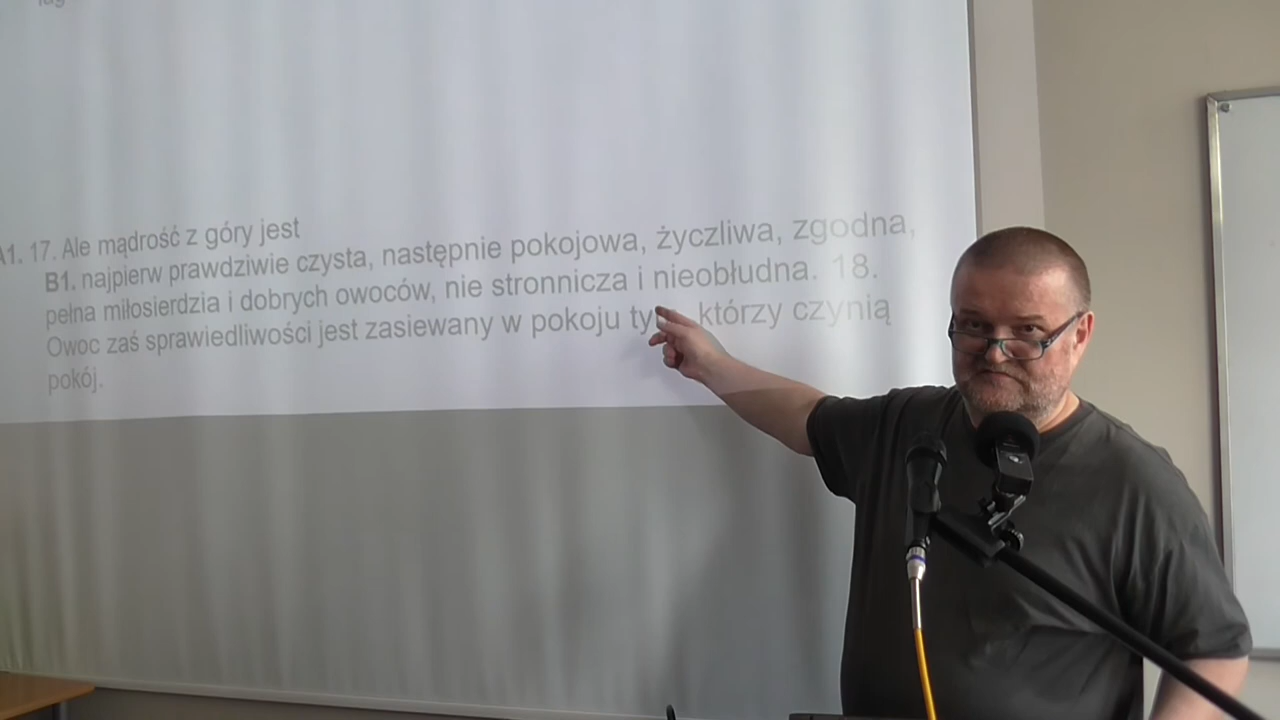 A1. 17. Ale mądrość z góry jest
B1. najpierw prawdziwie czysta, następnie pokojowa, życzliwa, zgodna,
pełna miłosierdzia i dobrych owoców, nie stronnicza i nieobłudna. 18.
Owoc zaś sprawiedliwości jest zasiewany w pokoju którzy czynią
pokój.